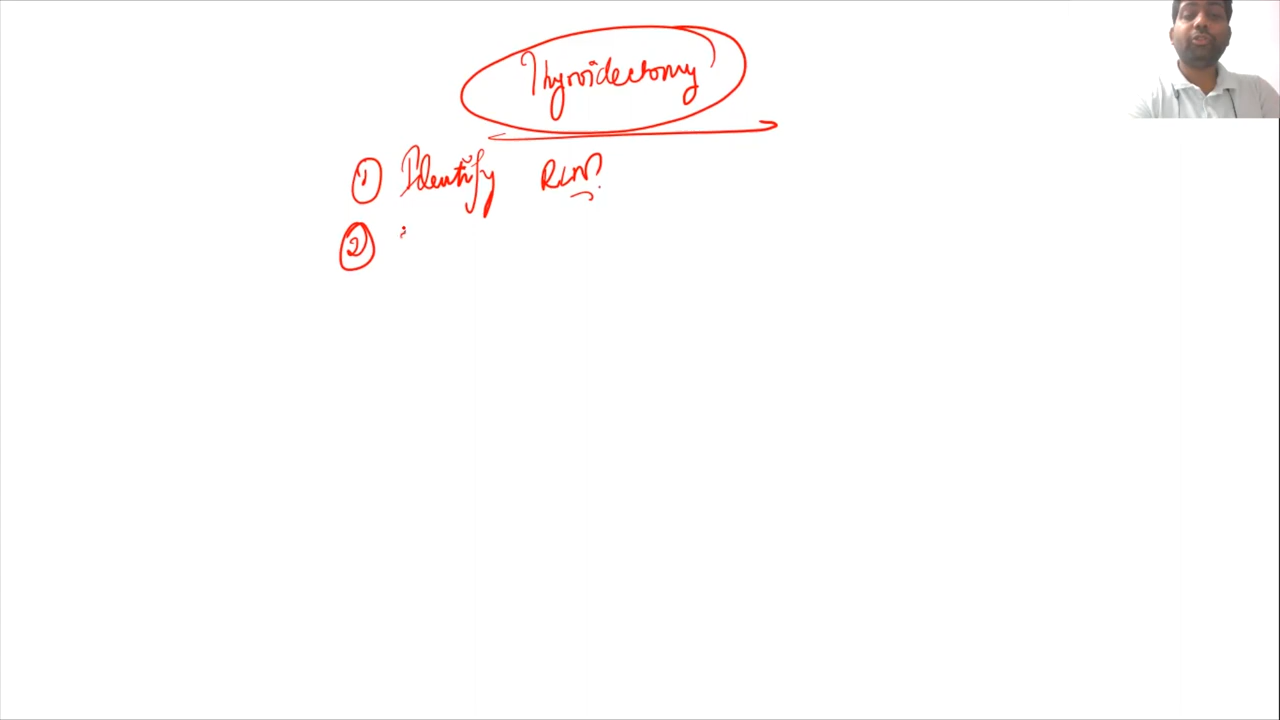 Thyroidectomy
① Identify RLN?
②